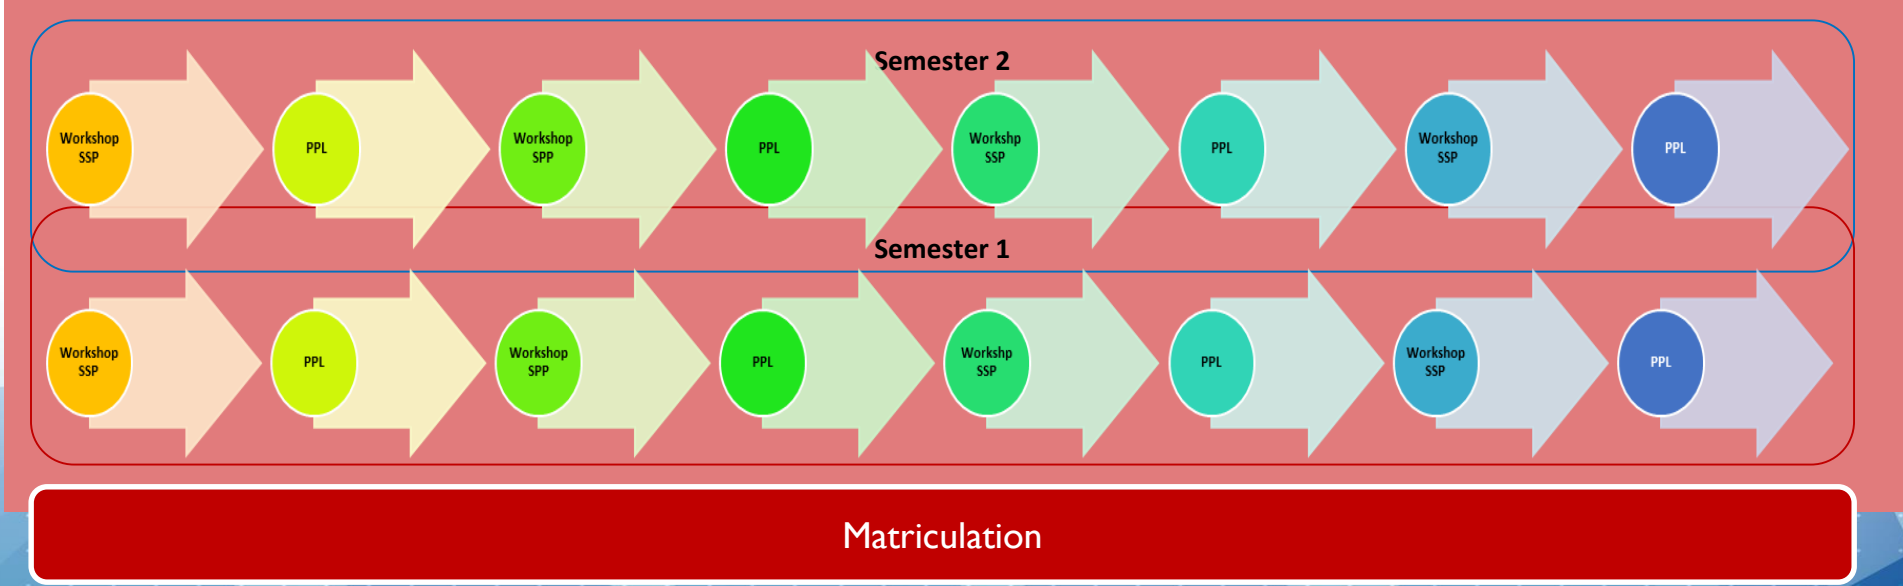 Semester 2
Workshop
SSP
PPL
Workshop
SPP
PPL
Workshp
SSP
PPL
Workshop
SSP
PPL
Semester 1
Workshop
SSP
PPL
Workshop
SPP
PPL
Workshp
SSP
PPL
Workshop
SSP
PPL
Matriculation